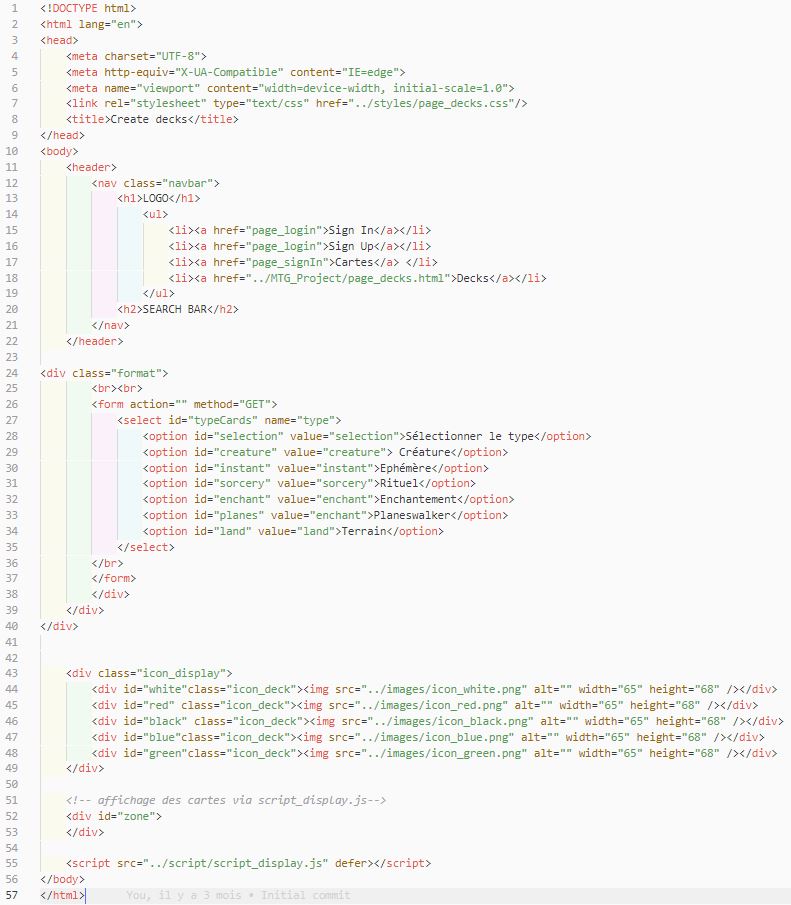 1 <!DOCTYPE html>
2 <html lang="en">
3 <head>
4     <meta charset="UTF-8">
5     <meta http-equiv="X-UA-Compatible" content="IE=edge">
6     <meta name="viewport" content="width=device-width, initial-scale=1.0">
7     <link rel="stylesheet" type="text/css" href="../styles/page_decks.css"/>
8     <title>Create decks</title>
9 </head>
10 <body>
11     <header>
12         <nav class="navbar">
13             <h1>LOGO</h1>
14                 <ul>
15                     <li><a href="page_login">Sign In</a></li>
16                     <li><a href="page_login">Sign Up</a></li>
17                     <li><a href="page_signIn">Cartes</a> </li>
18                     <li><a href="../MTG_Project/page_decks.html">Decks</a></li>
19                 </ul>
20             <h2>SEARCH BAR</h2>
21         </nav>
22     </header>
23
24 <div class="format">
25         <br><br>
26         <form action="" method="GET">
27             <select id="typeCards" name="type">
28                 <option id="selection" value="selection">Sélectionner le type</option>
29                 <option id="creature" value="creature"> Créature</option>
30                 <option id="instant" value="instant">Ephémère</option>
31                 <option id="sorcery" value="sorcery">Rituel</option>
32                 <option id="enchant" value="enchant">Enchantement</option>
33                 <option id="planes" value="enchant">Planeswalker</option>
34                 <option id="land" value="land">Terrain</option>
35             </select>
36         </br>
37         </form>
38         </div>
39     </div>
40 </div>
41
42
43     <div class="icon_display">
44         <div id="white"class="icon_deck"><img src="../images/icon_white.png" alt="" width="65" height="68" /></div>
45         <div id="red" class="icon_deck"><img src="../images/icon_red.png" alt="" width="65" height="68" /></div>
46         <div id="black" class="icon_deck"><img src="../images/icon_black.png" alt="" width="65" height="68" /></div>
47         <div id="blue"class="icon_deck"><img src="../images/icon_blue.png" alt="" width="65" height="68" /></div>
48         <div id="green"class="icon_deck"><img src="../images/icon_green.png" alt="" width="65" height="68" /></div>
49     </div>
50
51     <!-- affichage des cartes via script_display.js-->
52     <div id="zone">
53     </div>
54
55     <script src="../script/script_display.js" defer></script>
56 </body>
57 </html> You, il y a 3 mois • Initial commit